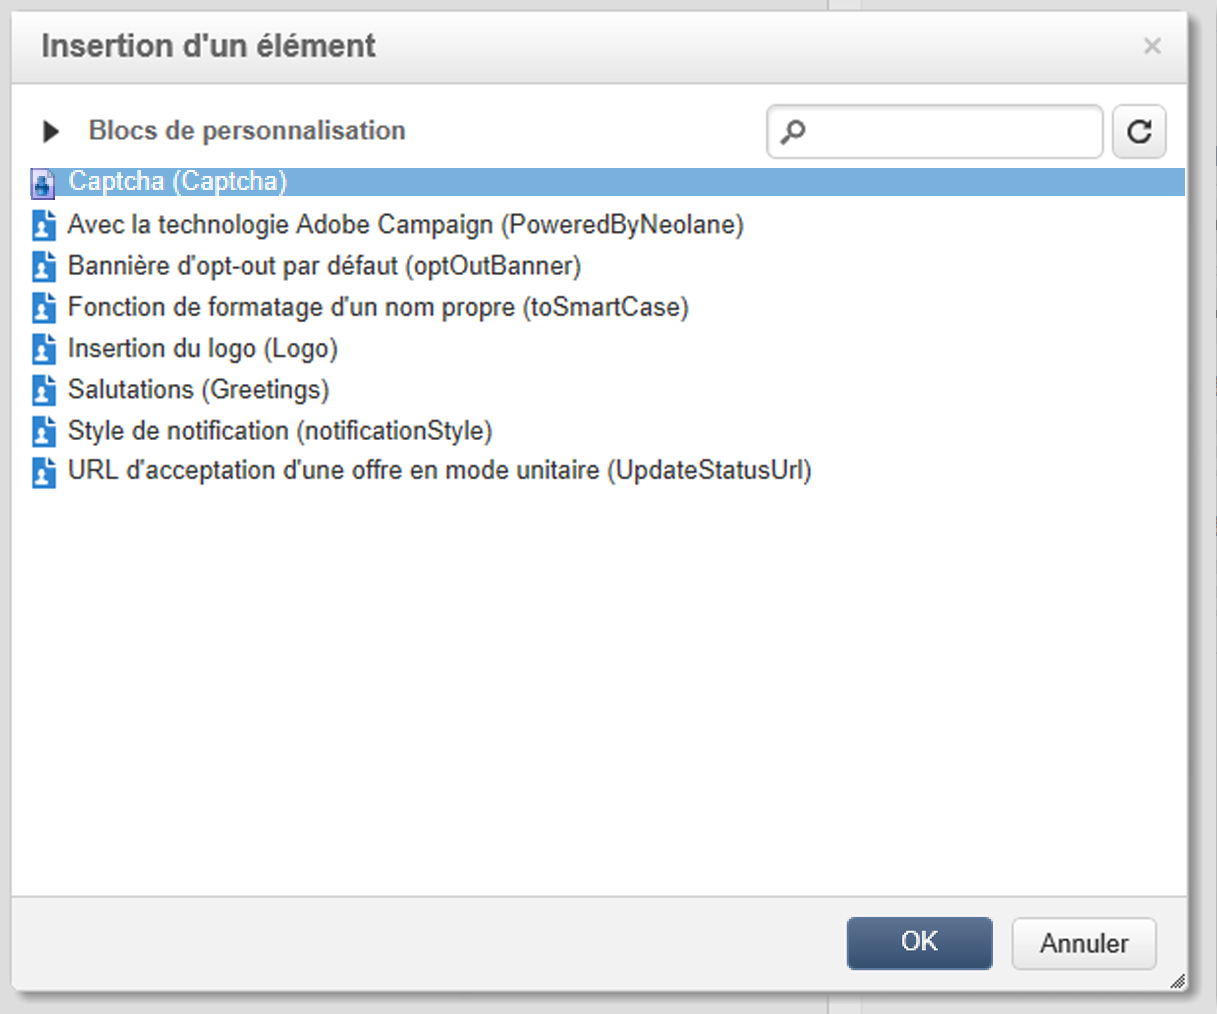 Insertion d'un élément
Blocs de personnalisation
Captcha (Captcha)
Avec la technologie Adobe Campaign (PoweredByNeolane)
Bannière d'opt-out par défaut (optOutBanner)
Fonction de formatage d'un nom propre (toSmartCase)
Insertion du logo (Logo)
Salutations (Greetings)
Style de notification (notificationStyle)
URL d'acceptation d'une offre en mode unitaire (UpdateStatusUrl)
OK
Annuler